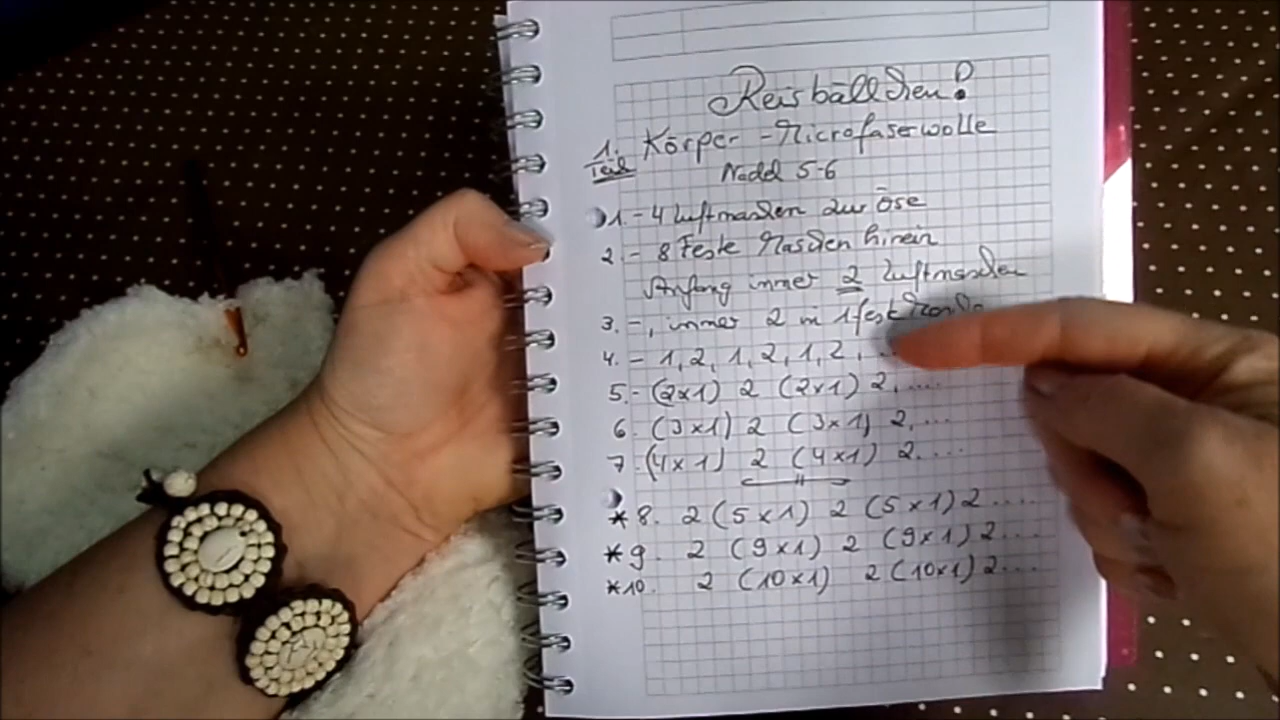 Reisbällchen!
1. Teil Körper - Microfaserwolle
Nadel 5-6
1. - 4 Luftmaschen zur Öse
2. - 8 Feste Maschen hinein
Anfang immer 2 Luftmaschen
3. -, immer 2 in 1 feste
4. - 1, 2, 1, 2, 1, 2, ...
5. - (2x1) 2 (2x1) 2, ....
6. (3x1) 2 (3x1) 2, ...
7. (4x1) 2 (4x1) 2 ....
*8. 2 (5x1) 2 (5x1) 2 ....
*9. 2 (9x1) 2 (9x1) 2 ...
*10. 2 (10x1) 2 (10x1) 2 ...